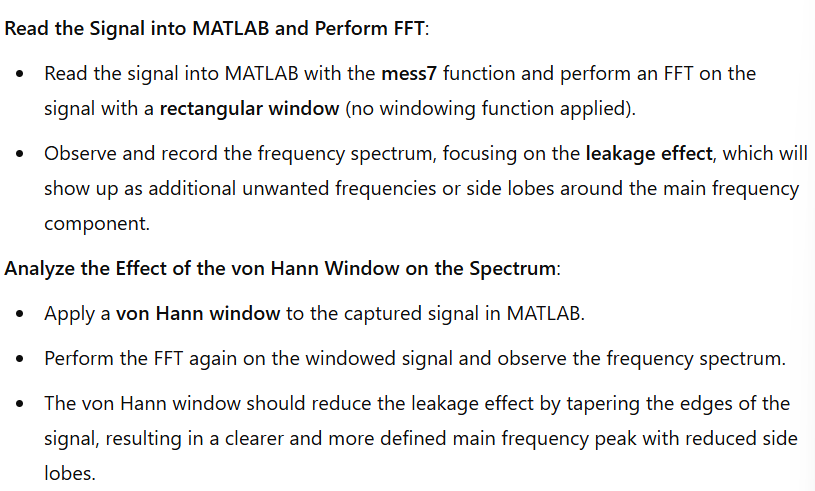 Read the Signal into MATLAB and Perform FFT:
• Read the signal into MATLAB with the mess7 function and perform an FFT on the
signal with a rectangular window (no windowing function applied).
• Observe and record the frequency spectrum, focusing on the leakage effect, which will
show up as additional unwanted frequencies or side lobes around the main frequency
component.
Analyze the Effect of the von Hann Window on the Spectrum:
• Apply a von Hann window to the captured signal in MATLAB.
• Perform the FFT again on the windowed signal and observe the frequency spectrum.
• The von Hann window should reduce the leakage effect by tapering the edges of the
signal, resulting in a clearer and more defined main frequency peak with reduced side
lobes.